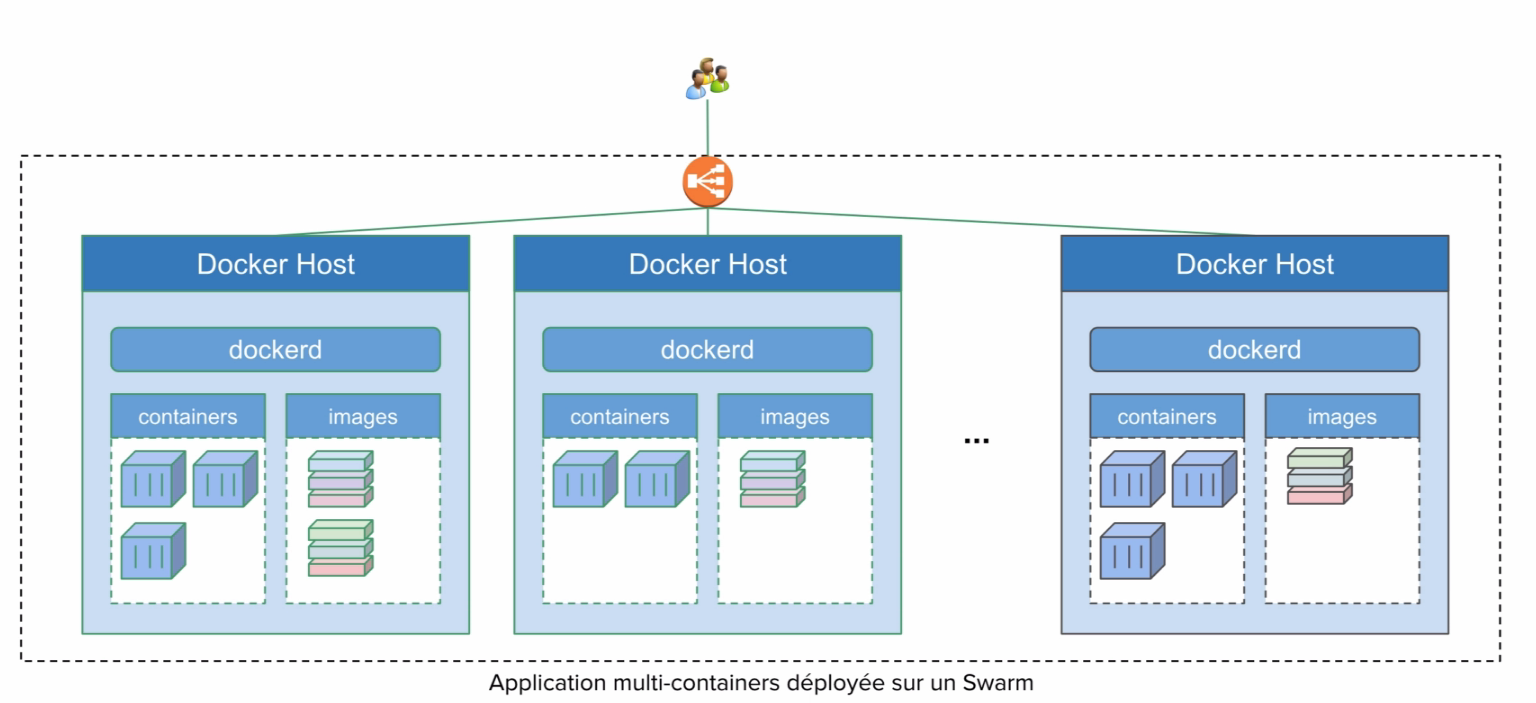 Docker Host
Docker Host
Docker Host
dockerd
dockerd
dockerd
containers
images
containers
images
...
containers
images
Application multi-containers déployée sur un Swarm